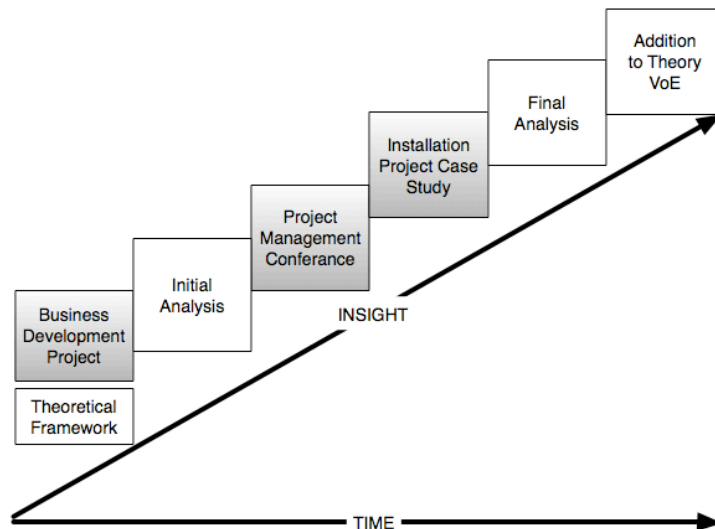 Addition
to Theory
VoE
Final
Analysis
Installation
Project Case
Study
Project
Management
Conferance
Initial
Analysis
Business
Development
Project
Theoretical
Framework
INSIGHT
TIME